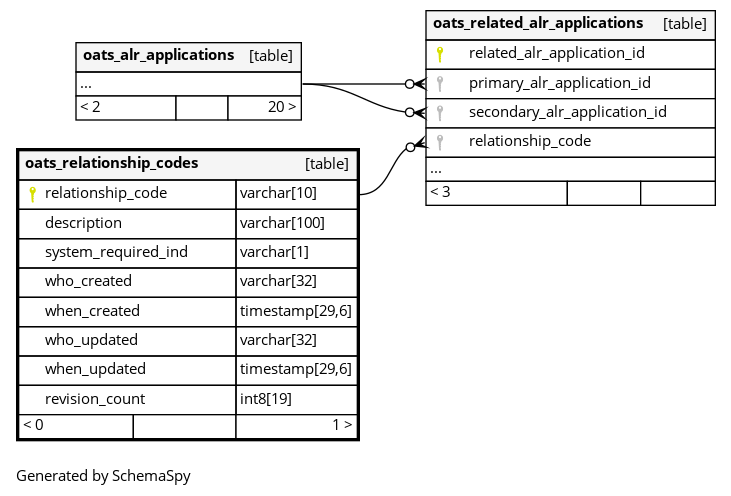 oats_alr_applications [table]
...
< 2 20 >
oats_related_alr_applications [table]
related_alr_application_id
primary_alr_application_id
secondary_alr_application_id
relationship_code
...
< 3
oats_relationship_codes [table]
relationship_code varchar[10]
description varchar[100]
system_required_ind varchar[1]
who_created varchar[32]
when_created timestamp[29,6]
who_updated varchar[32]
when_updated timestamp[29,6]
revision_count int8[19]
< 0 1 >
Generated by SchemaSpy